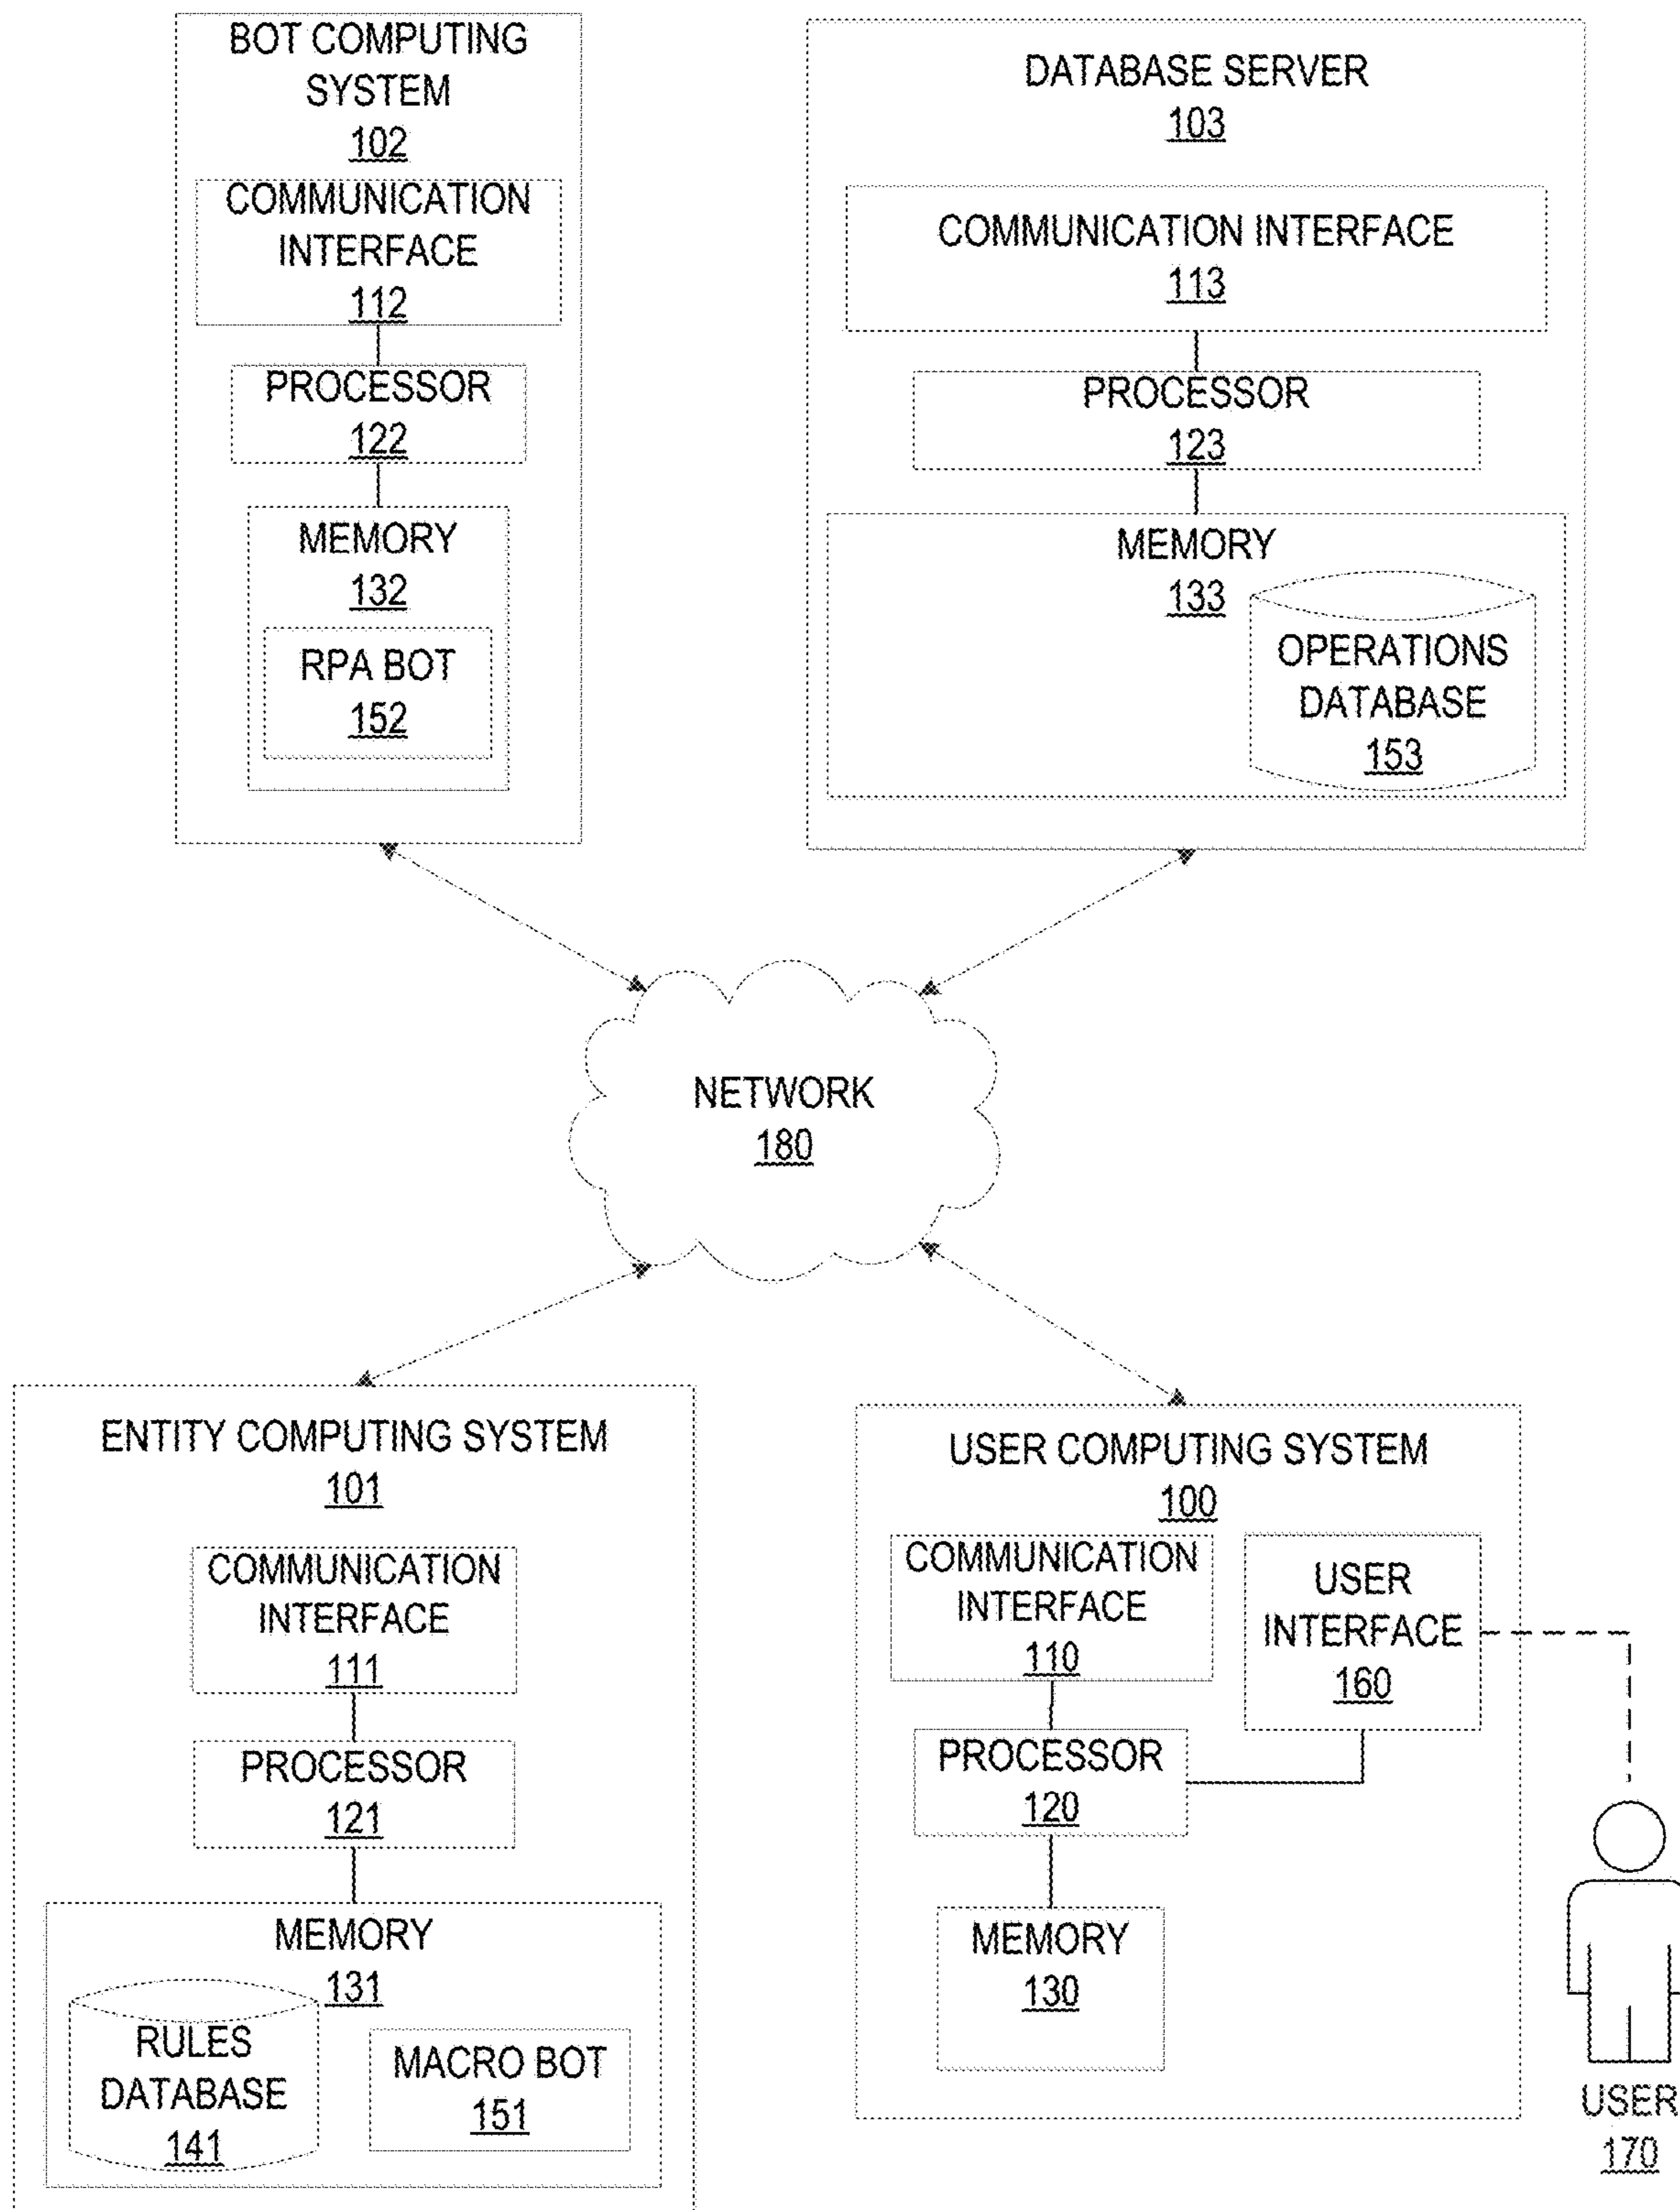 BOT COMPUTING
SYSTEM
102
COMMUNICATION
INTERFACE
112
PROCESSOR
122
MEMORY
132
RPA BOT
152
DATABASE SERVER
103
COMMUNICATION INTERFACE
113
PROCESSOR
123
MEMORY
133
OPERATIONS
DATABASE
153
NETWORK
180
ENTITY COMPUTING SYSTEM
101
COMMUNICATION
INTERFACE
111
PROCESSOR
121
MEMORY
131
RULES
DATABASE
141
MACRO BOT
151
USER COMPUTING SYSTEM
100
COMMUNICATION
INTERFACE
110
USER
INTERFACE
160
PROCESSOR
120
MEMORY
130
USER
170